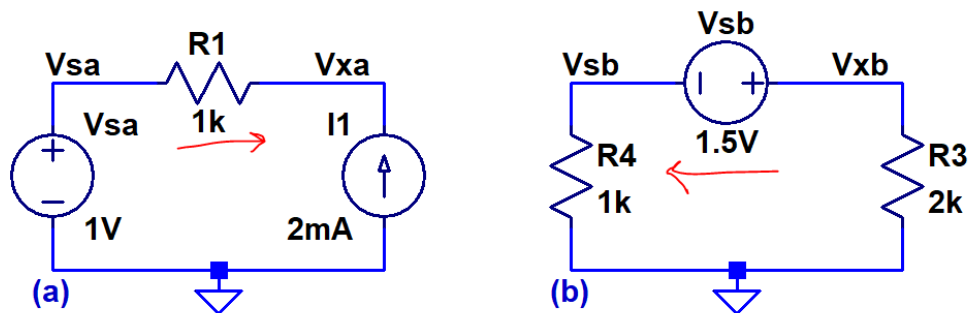 Vsa
R1
Vxa
Vsa
+
−
1k
I1
1V
2mA
(a)
Vsb
Vsb
Vxb
−
+
1.5V
R4
1k
R3
2k
(b)